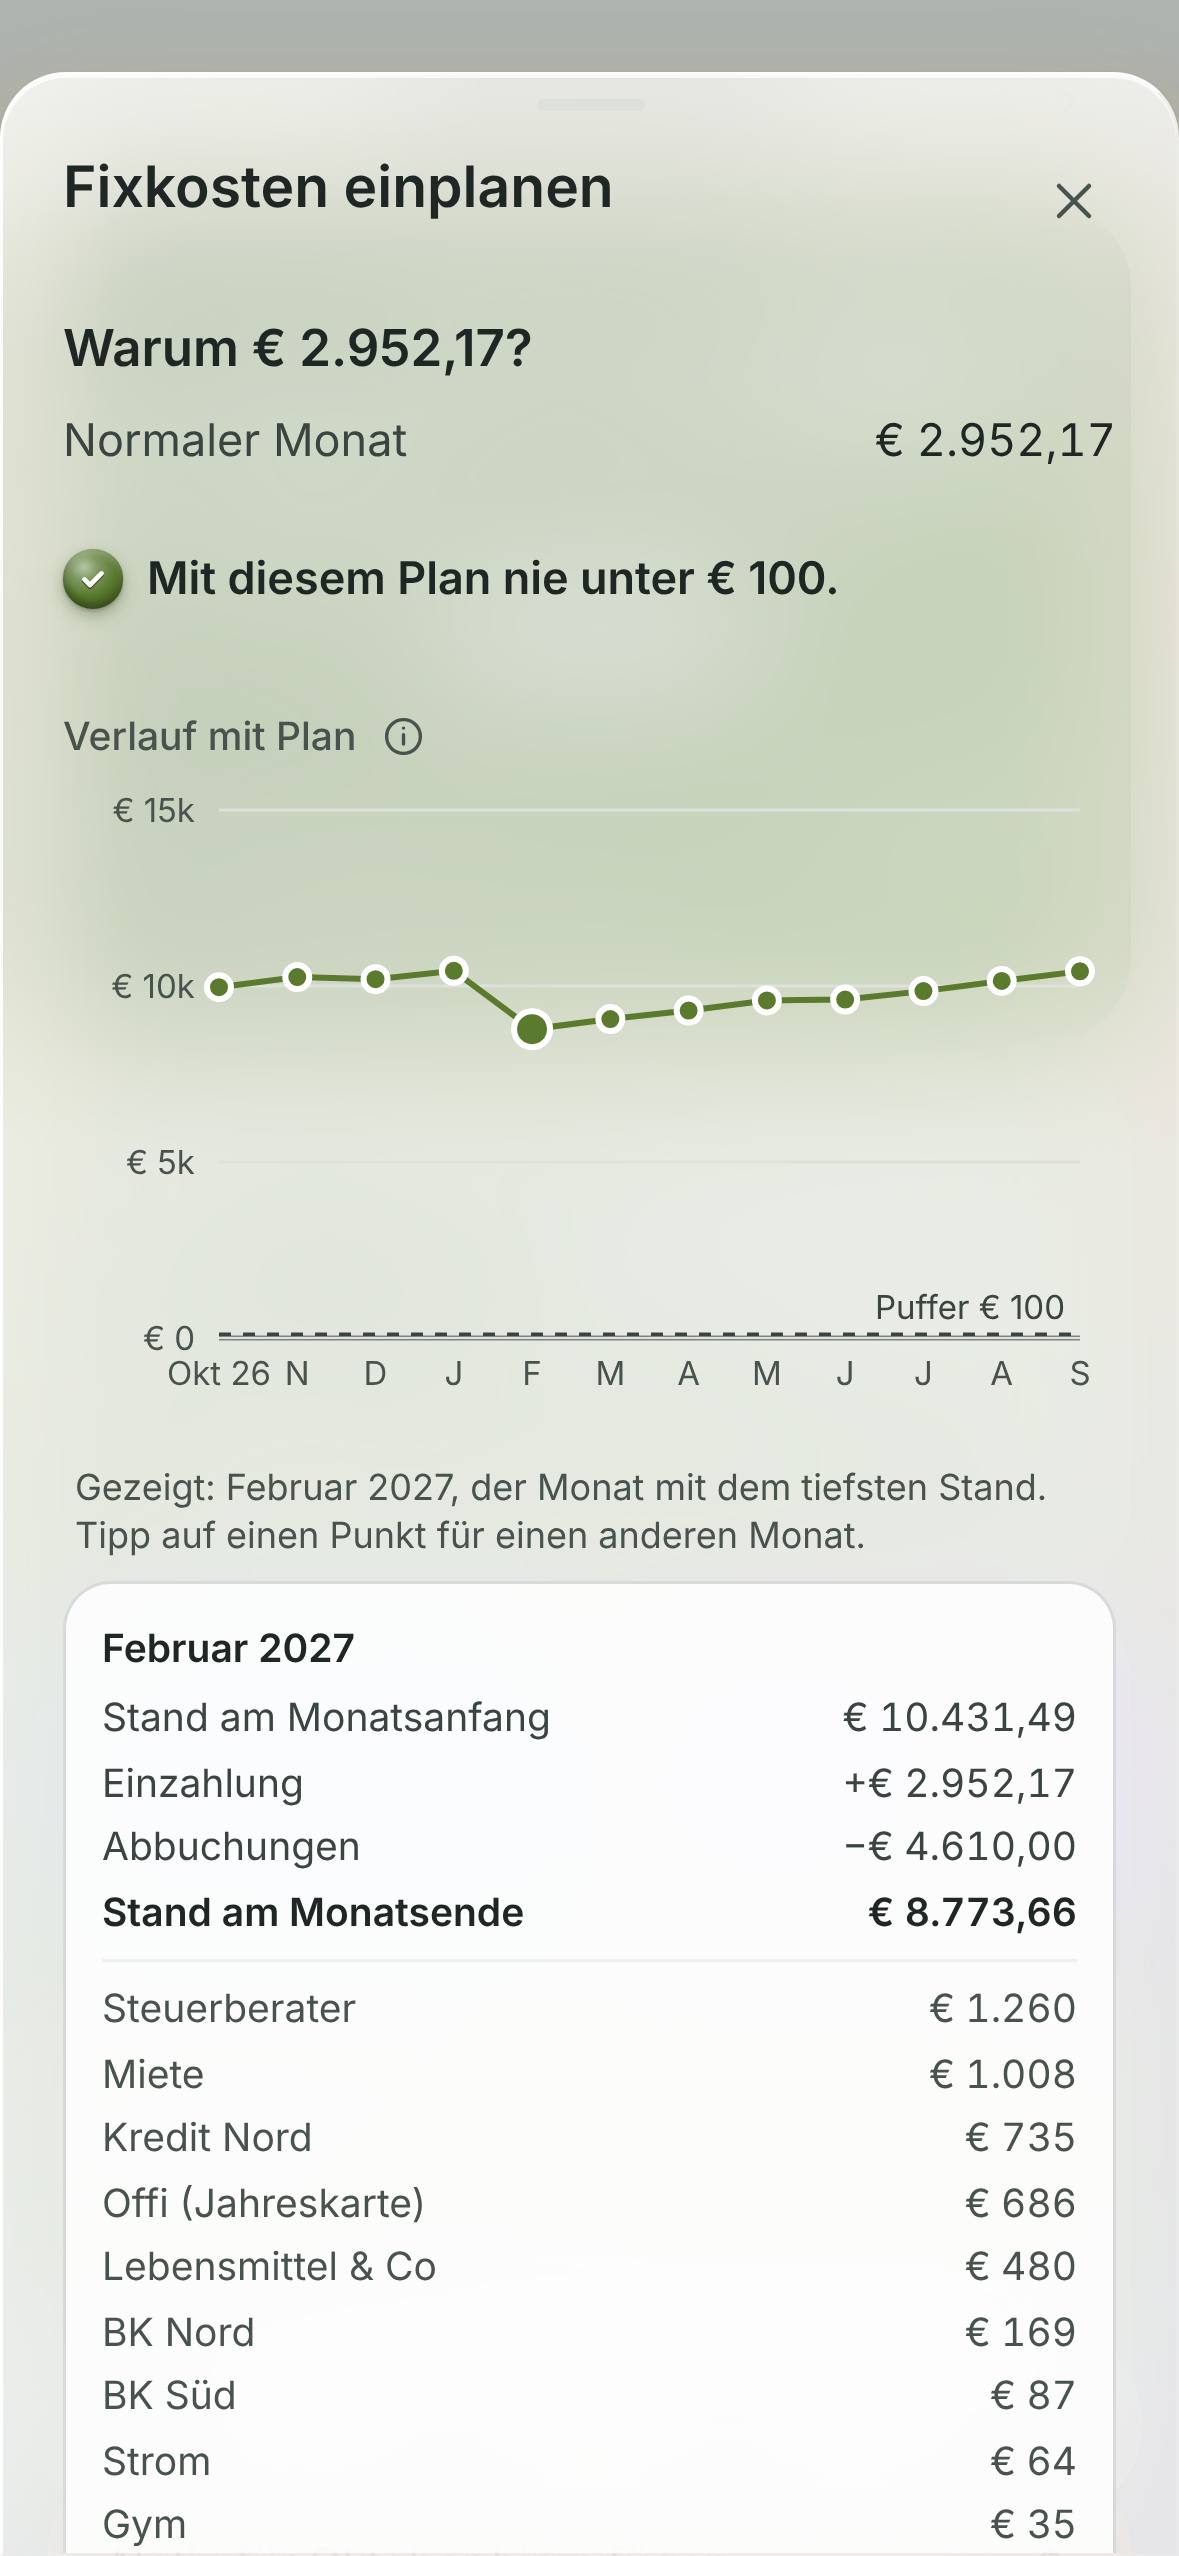 Fixkosten einplanen
Warum € 2.952,17?
Normaler Monat € 2.952,17
Mit diesem Plan nie unter € 100.
Verlauf mit Plan
€ 15k
€ 10k
€ 5k
Puffer € 100
€ 0
Okt 26 N D J F M A M J J A S
Gezeigt: Februar 2027, der Monat mit dem tiefsten Stand.
Tipp auf einen Punkt für einen anderen Monat.
Februar 2027
Stand am Monatsanfang € 10.431,49
Einzahlung +€ 2.952,17
Abbuchungen −€ 4.610,00
Stand am Monatsende € 8.773,66
Steuerberater € 1.260
Miete € 1.008
Kredit Nord € 735
Offi (Jahreskarte) € 686
Lebensmittel & Co € 480
BK Nord € 169
BK Süd € 87
Strom € 64
Gym € 35